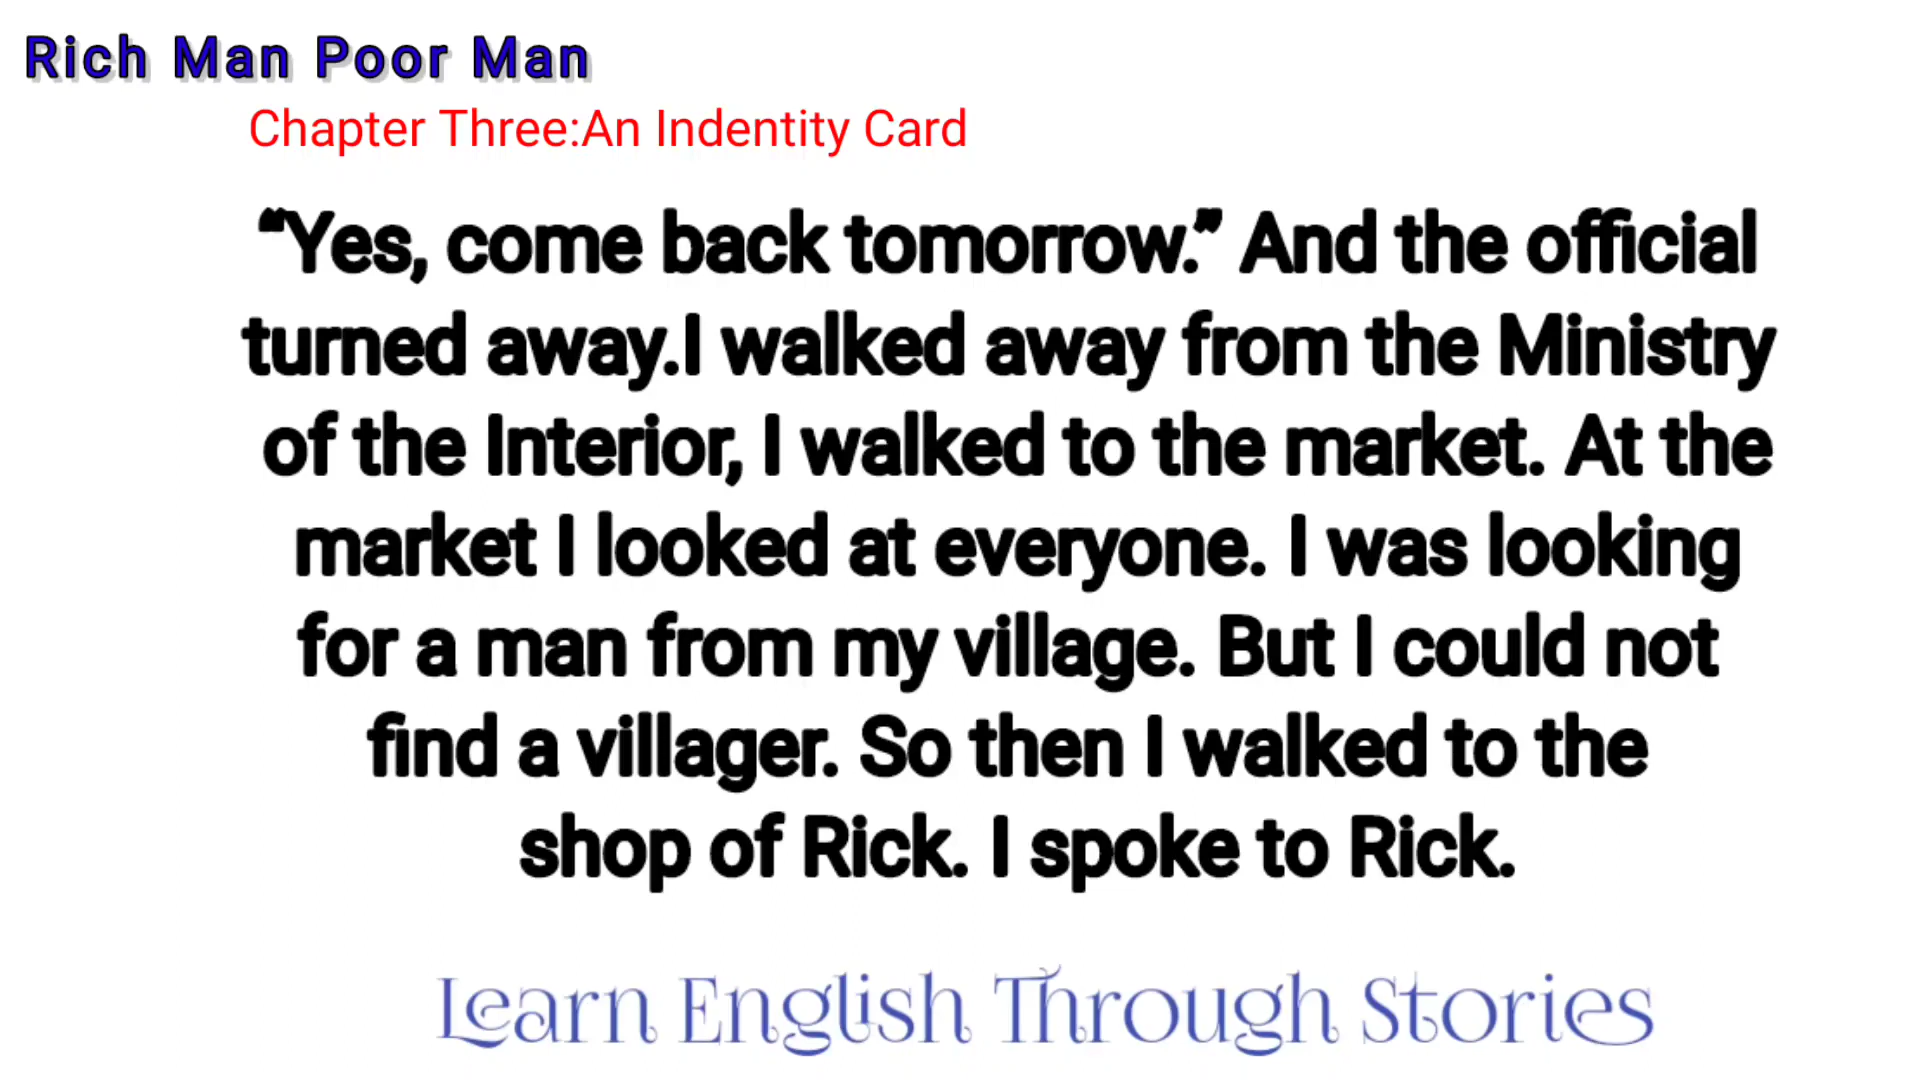 Rich Man Poor Man
Chapter Three:An Indentity Card
“Yes, come back tomorrow.” And the official
turned away.I walked away from the Ministry
of the Interior, I walked to the market. At the
market I looked at everyone. I was looking
for a man from my village. But I could not
find a villager. So then I walked to the
shop of Rick. I spoke to Rick.
Learn English Through Stories